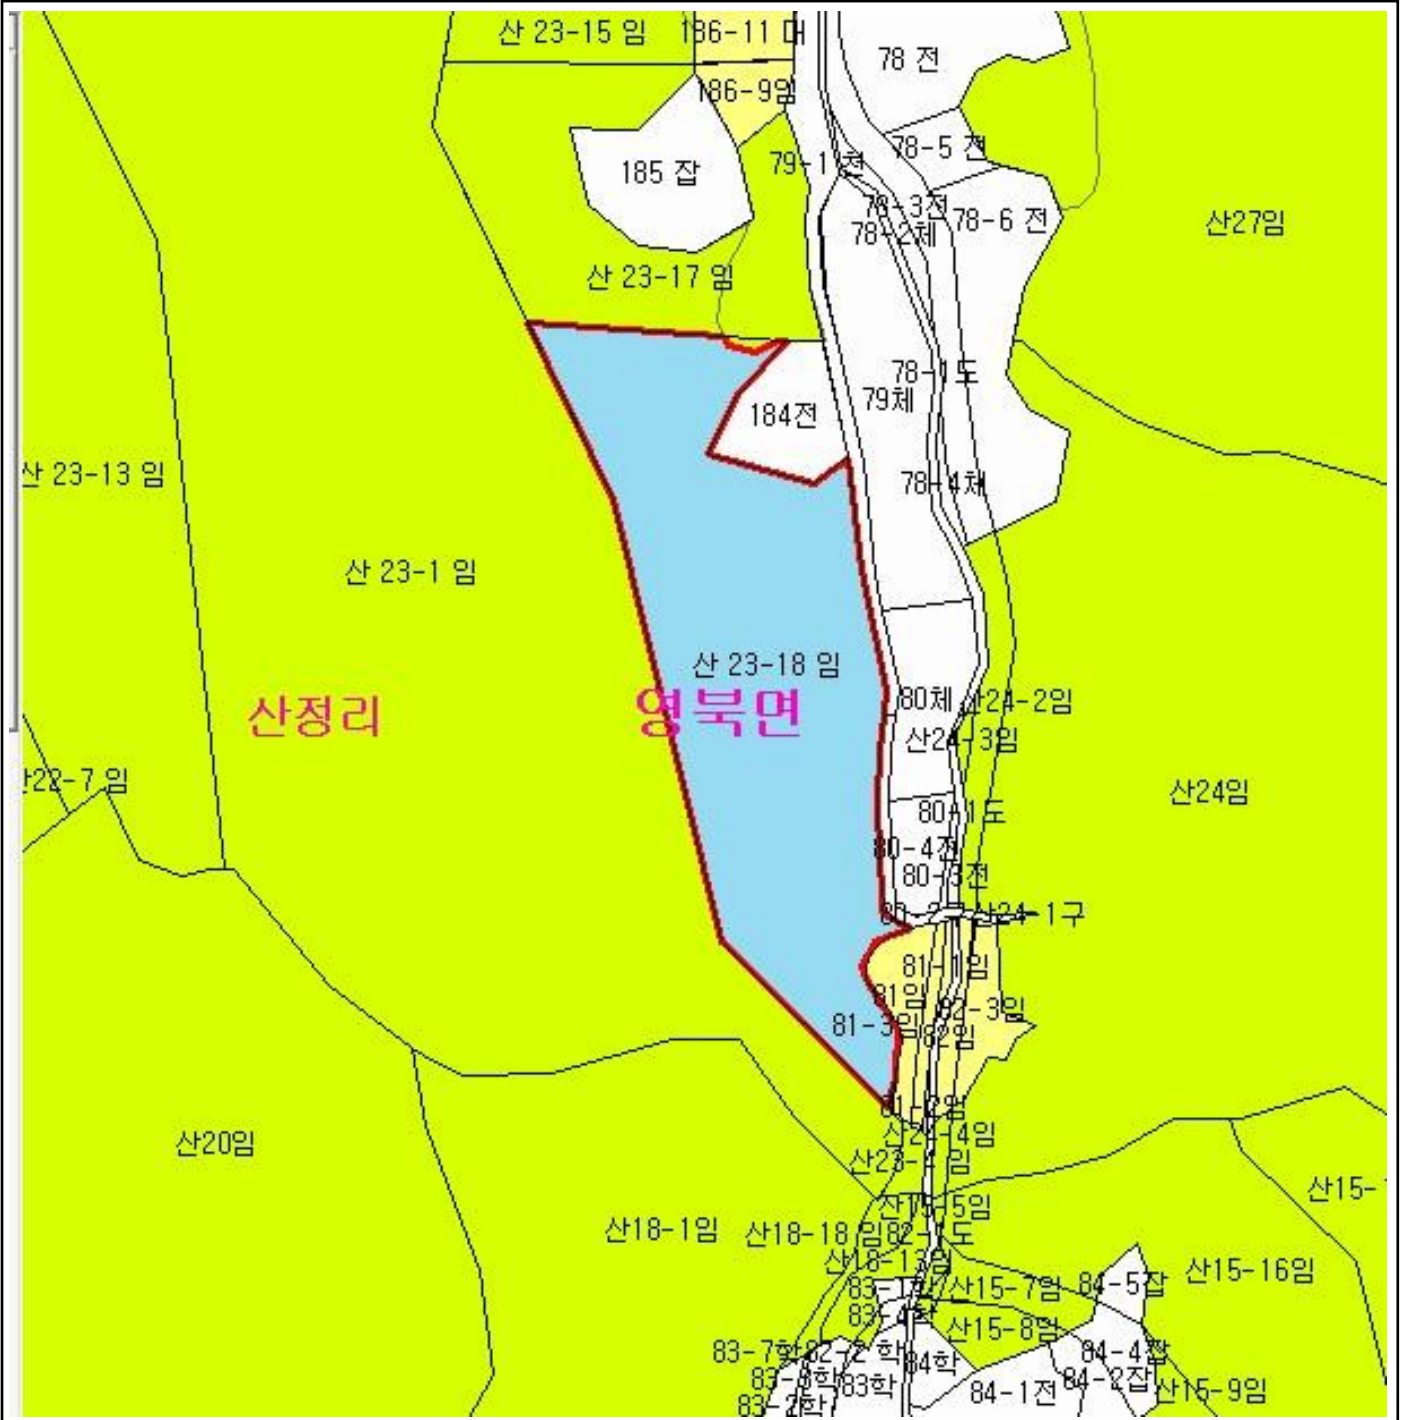 산 23-15 임
186-11 대
78 전
186-9임
78-5 전
79-1 천
185 잡
78-3전
78-6 전
78-2체
산27임
산 23-17 임
78-1도
79체
184전
산 23-13 임
78-4체
산 23-1 임
산 23-18 임
80체
산24-2임
산정리
영북면
산24-3임
22-7 임
산24임
80-1도
80-4전
80-3전
산24-1구
81-1임
81임
82-3임
81-3임
82임
81-2임
산24-4임
산20임
산15-
산15-5임
산18-1임
산18-18 임
산18-13임
산15-16임
산15-7임
84-5잡
산15-8임
84-4잡
84학
83학
84-1전
84-2잡
산15-9임
83-2학